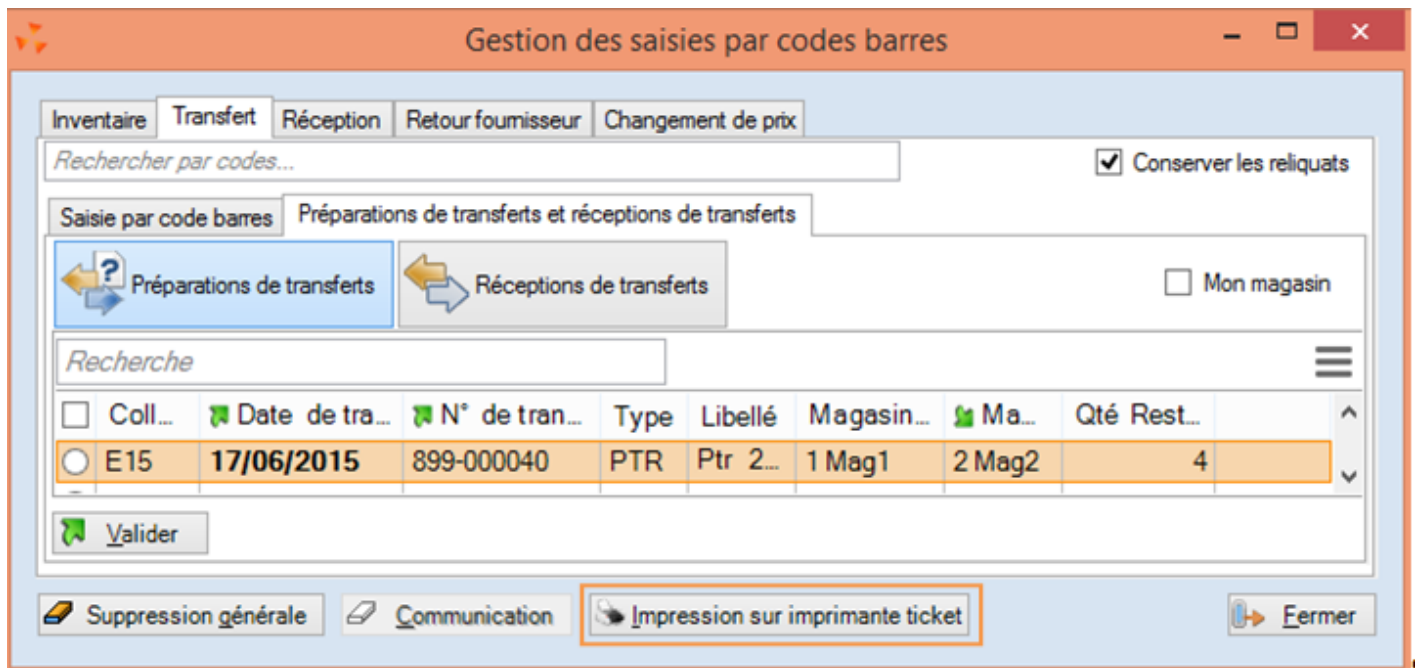 Gestion des saisies par codes barres
Inventaire Transfert Réception Retour fournisseur Changement de prix
Rechercher par codes... Conserver les reliquats
Saisie par code barres Préparations de transferts et réceptions de transferts
Préparations de transferts Réceptions de transferts Mon magasin
Recherche
Coll... Date de tra... N° de tran... Type Libellé Magasin... Ma... Qté Rest...
E15 17/06/2015 899-000040 PTR Ptr 2... 1 Mag1 2 Mag2 4
Valider
Suppression générale Communication Impression sur imprimante ticket Fermer